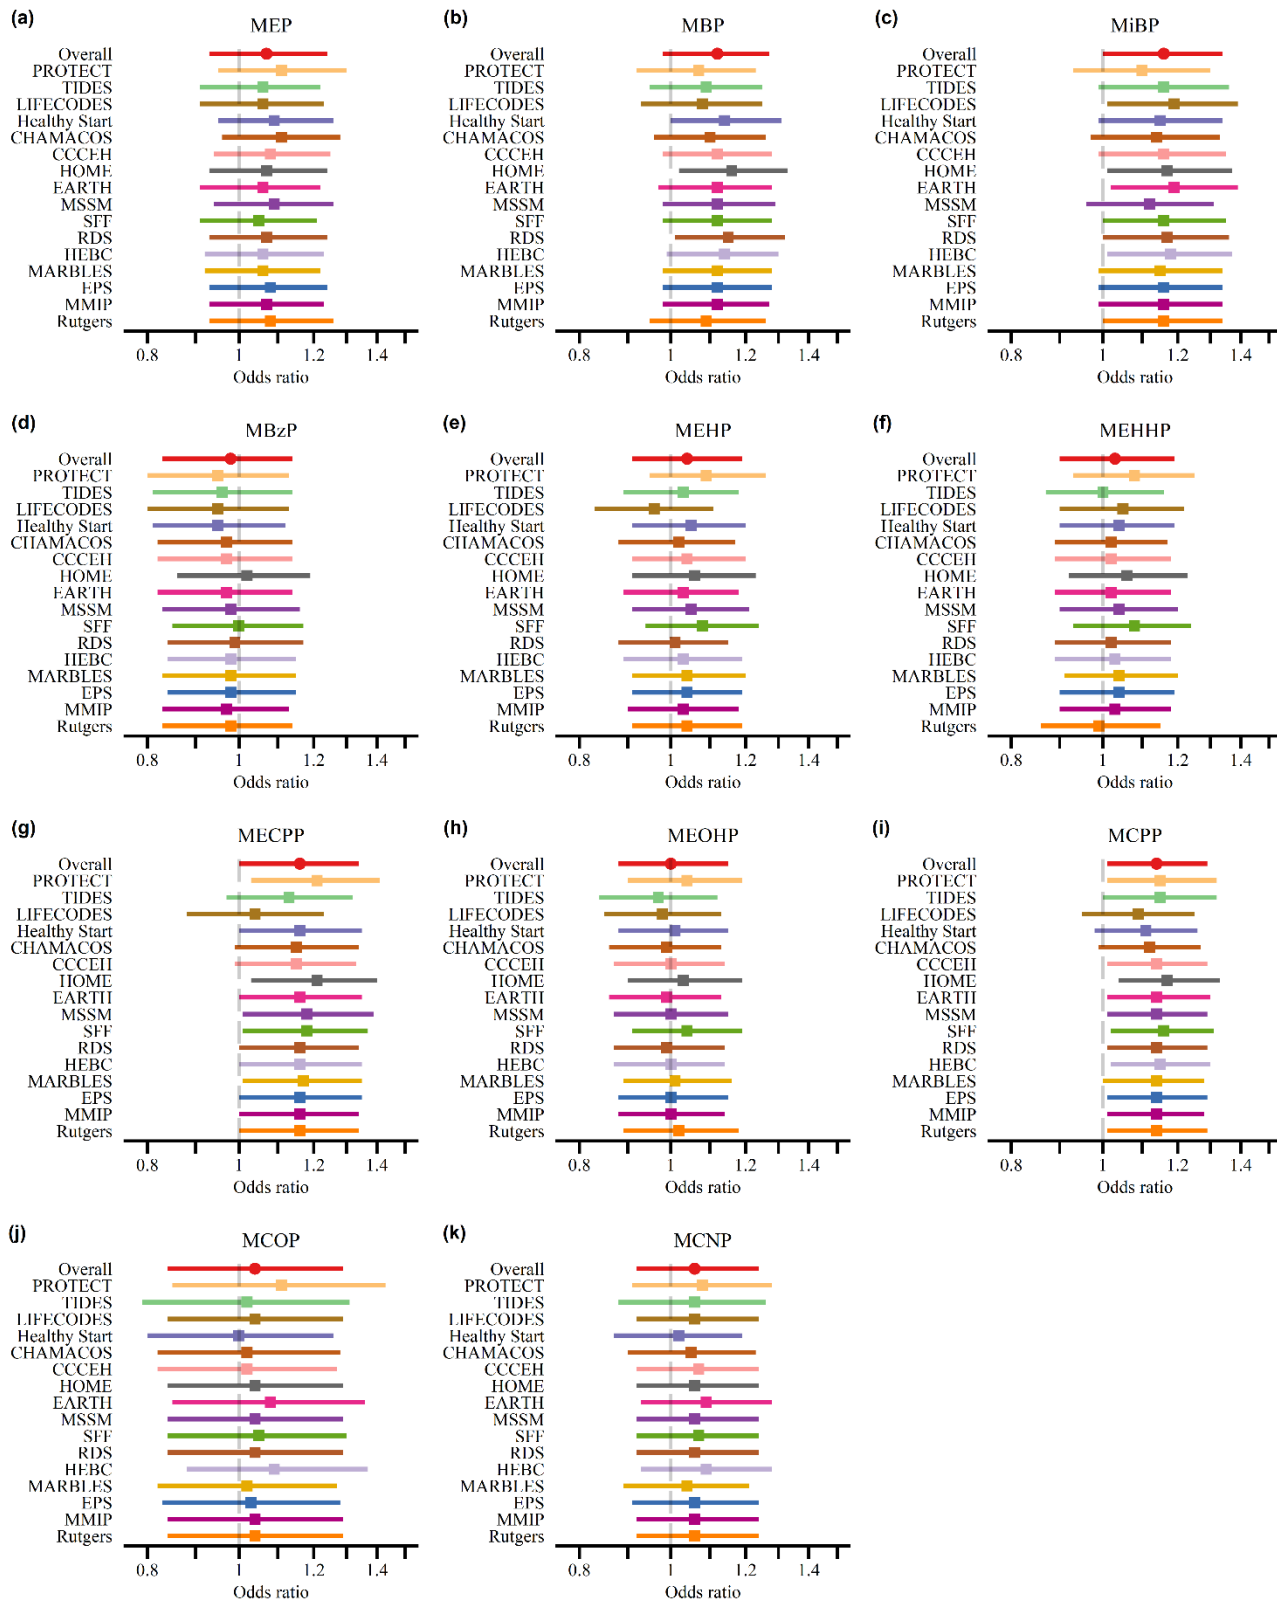 (a)
MEP
Overall
PROTECT
TIDES
LIFECODES
Healthy Start
CHAMACOS
CCCEH
HOME
EARTH
MSSM
SFF
RDS
HEBC
MARBLES
EPS
MMIP
Rutgers
0.8 1 1.2 1.4
Odds ratio
(b)
MBP
Overall
PROTECT
TIDES
LIFECODES
Healthy Start
CHAMACOS
CCCEH
HOME
EARTH
MSSM
SFF
RDS
HEBC
MARBLES
EPS
MMIP
Rutgers
0.8 1 1.2 1.4
Odds ratio
(c)
MiBP
Overall
PROTECT
TIDES
LIFECODES
Healthy Start
CHAMACOS
CCCEH
HOME
EARTH
MSSM
SFF
RDS
HEBC
MARBLES
EPS
MMIP
Rutgers
0.8 1 1.2 1.4
Odds ratio
(d)
MBzP
Overall
PROTECT
TIDES
LIFECODES
Healthy Start
CHAMACOS
CCCEH
HOME
EARTH
MSSM
SFF
RDS
HEBC
MARBLES
EPS
MMIP
Rutgers
0.8 1 1.2 1.4
Odds ratio
(e)
MEHP
Overall
PROTECT
TIDES
LIFECODES
Healthy Start
CHAMACOS
CCCEH
HOME
EARTH
MSSM
SFF
RDS
HEBC
MARBLES
EPS
MMIP
Rutgers
0.8 1 1.2 1.4
Odds ratio
(f)
MEHHP
Overall
PROTECT
TIDES
LIFECODES
Healthy Start
CHAMACOS
CCCEH
HOME
EARTH
MSSM
SFF
RDS
HEBC
MARBLES
EPS
MMIP
Rutgers
0.8 1 1.2 1.4
Odds ratio
(g)
MECPP
Overall
PROTECT
TIDES
LIFECODES
Healthy Start
CHAMACOS
CCCEH
HOME
EARTH
MSSM
SFF
RDS
HEBC
MARBLES
EPS
MMIP
Rutgers
0.8 1 1.2 1.4
Odds ratio
(h)
MEOHP
Overall
PROTECT
TIDES
LIFECODES
Healthy Start
CHAMACOS
CCCEH
HOME
EARTH
MSSM
SFF
RDS
HEBC
MARBLES
EPS
MMIP
Rutgers
0.8 1 1.2 1.4
Odds ratio
(i)
MCPP
Overall
PROTECT
TIDES
LIFECODES
Healthy Start
CHAMACOS
CCCEH
HOME
EARTH
MSSM
SFF
RDS
HEBC
MARBLES
EPS
MMIP
Rutgers
0.8 1 1.2 1.4
Odds ratio
(j)
MCOP
Overall
PROTECT
TIDES
LIFECODES
Healthy Start
CHAMACOS
CCCEH
HOME
EARTH
MSSM
SFF
RDS
HEBC
MARBLES
EPS
MMIP
Rutgers
0.8 1 1.2 1.4
Odds ratio
(k)
MCNP
Overall
PROTECT
TIDES
LIFECODES
Healthy Start
CHAMACOS
CCCEH
HOME
EARTH
MSSM
SFF
RDS
HEBC
MARBLES
EPS
MMIP
Rutgers
0.8 1 1.2 1.4
Odds ratio